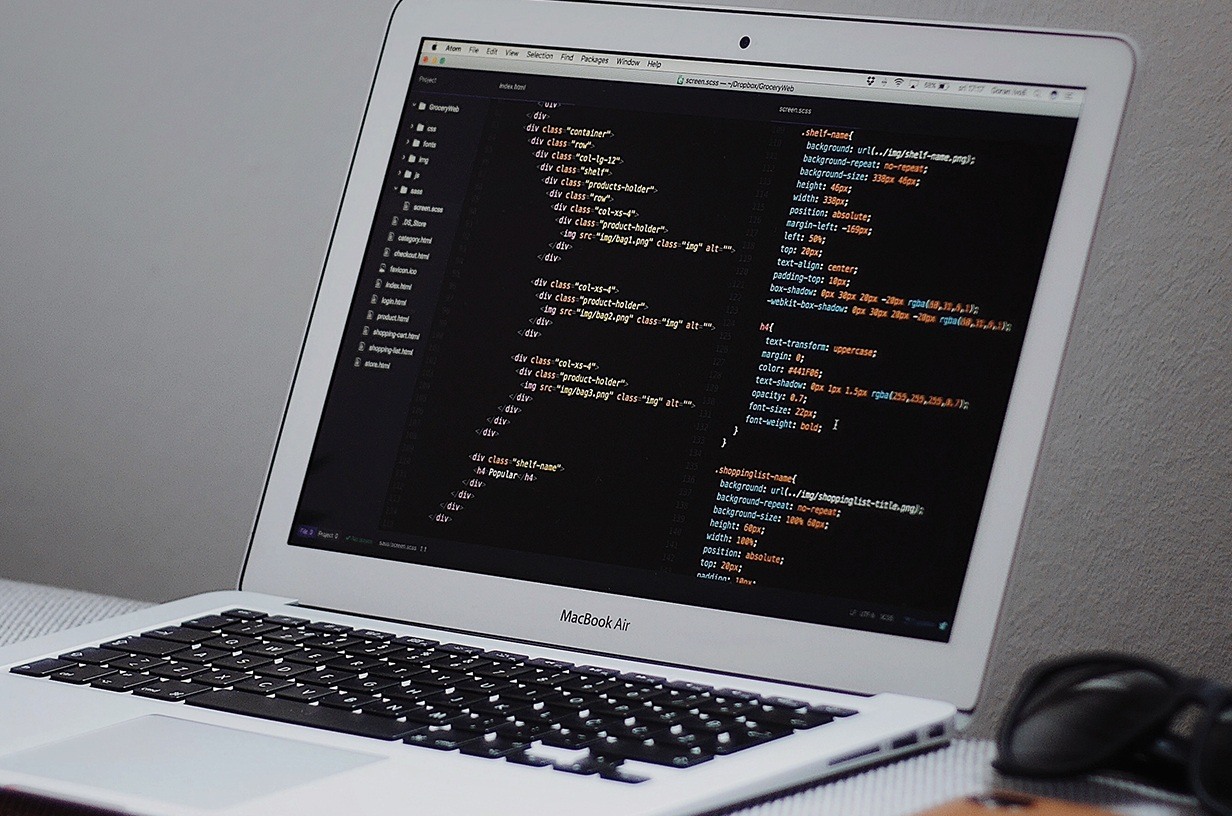 Atom File Edit View Selection Find Packages Window Help
screen.scss — ~/Dropbox/GroceryWeb
68%
Project
GroceryWeb
css
fonts
img
js
sass
screen.scss
.DS_Store
category.html
checkout.html
favicon.ico
index.html
login.html
product.html
shopping-cart.html
shopping-list.html
store.html
index.html
</div>
</div>
<div class="container">
<div class="row">
<div class="col-lg-12">
<div class="shelf">
<div class="products-holder">
<div class="row">
<div class="col-xs-4">
<div class="product-holder">
<img src="img/bag1.png" class="img" alt="">
</div>
</div>
<div class="col-xs-4">
<div class="product-holder">
<img src="img/bag2.png" class="img" alt="">
</div>
</div>
<div class="col-xs-4">
<div class="product-holder">
<img src="img/bag3.png" class="img" alt="">
</div>
</div>
</div>
</div>
<div class="shelf-name">
<h4>Popular</h4>
</div>
</div>
</div>
</div>
screen.scss
.shelf-name{
background: url(../img/shelf-name.png);
background-repeat: no-repeat;
background-size: 338px 46px;
height: 46px;
width: 338px;
position: absolute;
margin-left: -169px;
left: 50%;
top: 20px;
text-align: center;
padding-top: 10px;
box-shadow: 0px 30px 20px -20px
-webkit-box-shadow: 0px 30px 20px -20px
h4{
text-transform: uppercase;
margin: 0;
color: #441F06;
text-shadow: 0px 1px 1.5px rgba(255,255,255,0.7);
opacity: 0.7;
font-size: 22px;
font-weight: bold;
}
}
.shoppinglist-name{
background: url(../img/shoppinglist-title.png);
background-repeat: no-repeat;
background-size: 100% 60px;
height: 60px;
width: 100%;
position: absolute;
top: 20px;
padding: 10px;
File 0 Project 0 No Issues sass/screen.scss 1:1
LF UTF-8 SCSS
MacBook Air